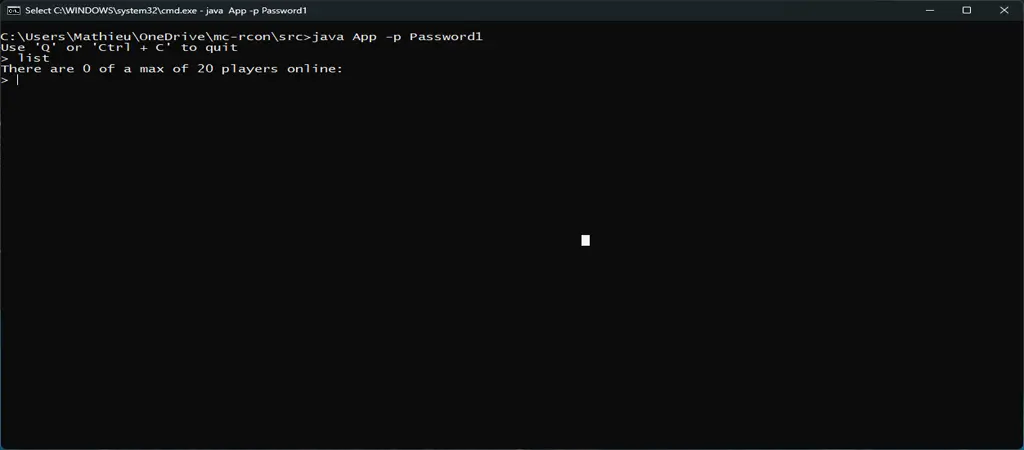 Select C:\WINDOWS\system32\cmd.exe - java  App -p Password1
C:\Users\Mathieu\OneDrive\mc-rcon\src>java App -p Password1
Use 'Q' or 'Ctrl + C' to quit
> list
There are 0 of a max of 20 players online:
>